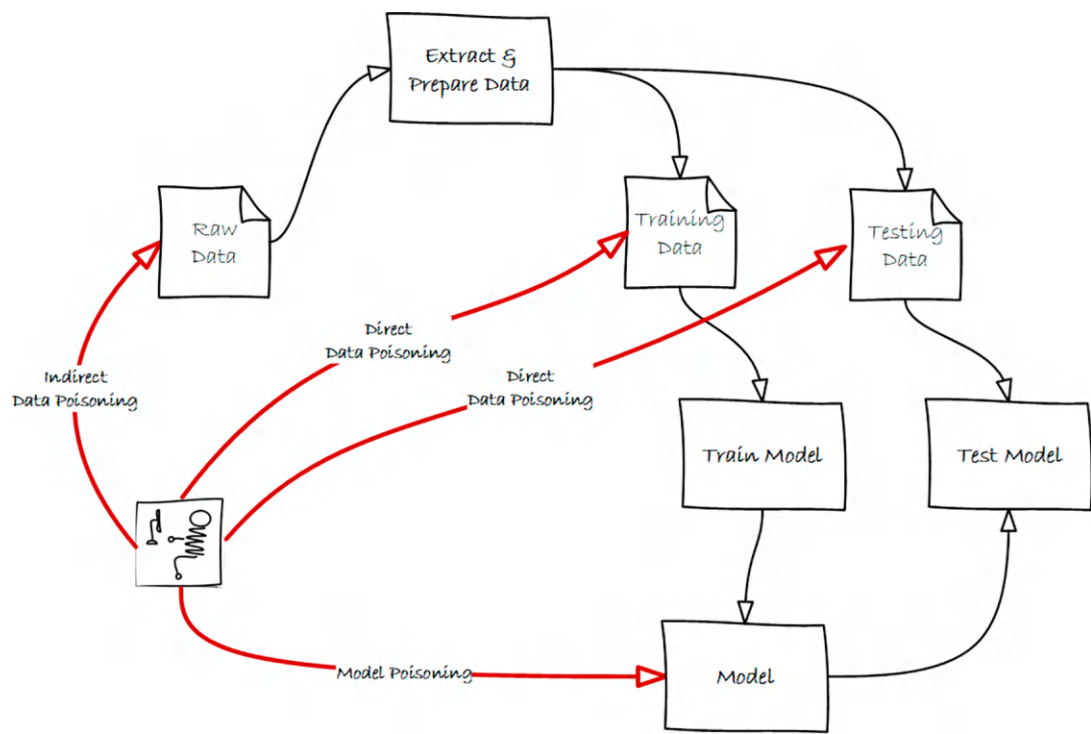 Extract &
Prepare Data
Raw
Data
Training
Data
Testing
Data
Direct
Data Poisoning
Direct
Data Poisoning
Indirect
Data Poisoning
Train Model
Test Model
Model Poisoning
Model